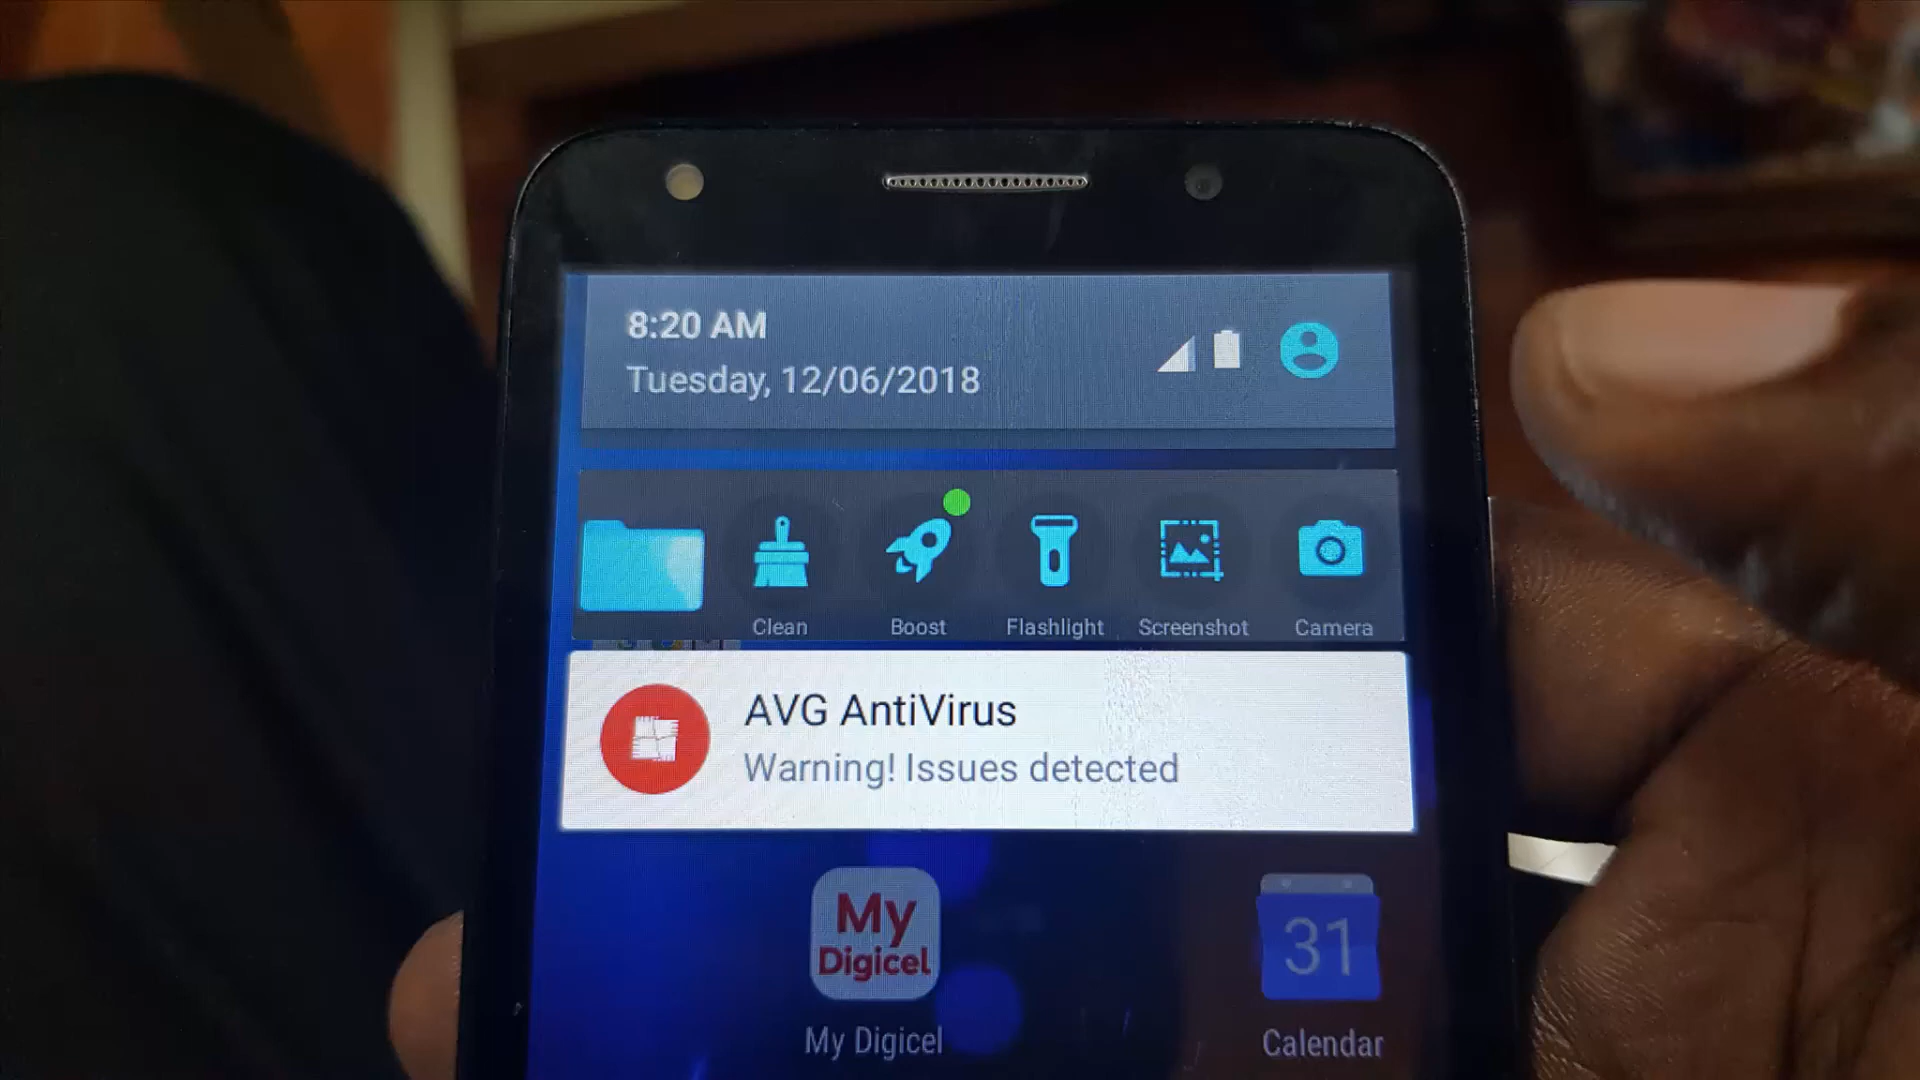 8:20 AM
Tuesday, 12/06/2018
Clean
Boost
Flashlight
Screenshot
Camera
AVG AntiVirus
Warning! Issues detected
My
Digicel
31
My Digicel
Calendar